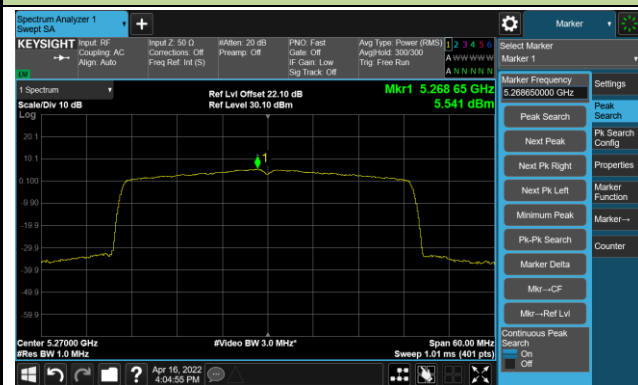 Spectrum Analyzer 1
Swept SA
+
Marker
KEYSIGHT Input: RF Input Z: 50 Ω #Atten: 20 dB PNO: Fast Avg Type: Power (RMS) 1 2 3 4 5 6
Coupling: AC Corrections: Off Preamp: Off Gate: Off Avg|Hold: 300/300 A W W W W W
Align: Auto Freq Ref: Int (S) IF Gain: Low Trig: Free Run
Sig Track: Off A N N N N N
LXI
Select Marker
Marker 1
1 Spectrum
Scale/Div 10 dB
Ref Lvl Offset 22.10 dB
Ref Level 30.10 dBm
Mkr1 5.268 65 GHz
5.541 dBm
Log
20.1
10.1
0.100
-9.90
-19.9
-29.9
-39.9
-49.9
-59.9
1
Center 5.27000 GHz #Video BW 3.0 MHz* Span 60.00 MHz
#Res BW 1.0 MHz Sweep 1.01 ms (401 pts)
Marker Frequency
5.268650000 GHz
Peak Search
Next Peak
Next Pk Right
Next Pk Left
Minimum Peak
Pk-Pk Search
Marker Delta
Mkr→CF
Mkr→Ref Lvl
Continuous Peak
Search
On
Off
Settings
Peak
Search
Pk Search
Config
Properties
Marker
Function
Marker→
Counter
?
Apr 16, 2022
4:04:55 PM